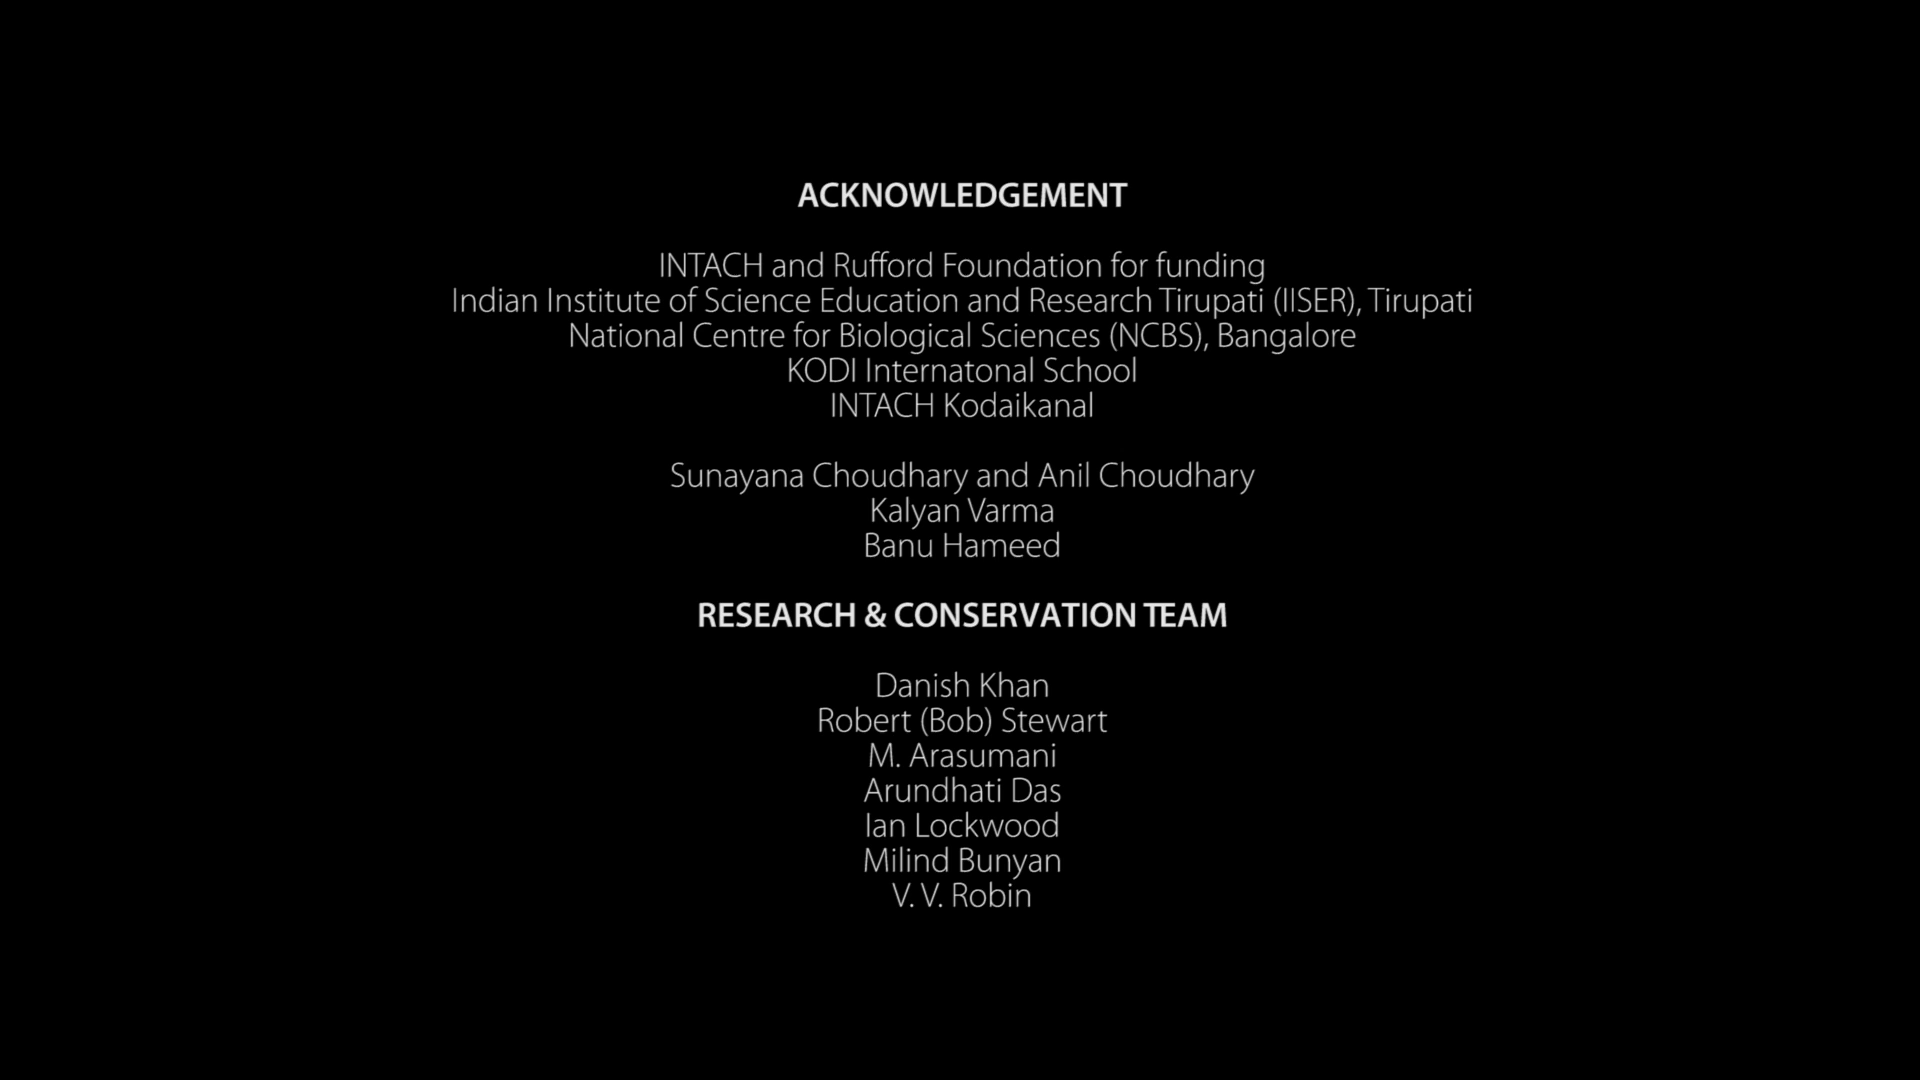 ACKNOWLEDGEMENT
INTACH and Rufford Foundation for funding
Indian Institute of Science Education and Research Tirupati (IISER), Tirupati
National Centre for Biological Sciences (NCBS), Bangalore
KODI Internatonal School
INTACH Kodaikanal
Sunayana Choudhary and Anil Choudhary
Kalyan Varma
Banu Hameed
RESEARCH & CONSERVATION TEAM
Danish Khan
Robert (Bob) Stewart
M. Arasumani
Arundhati Das
Ian Lockwood
Milind Bunyan
V. V. Robin